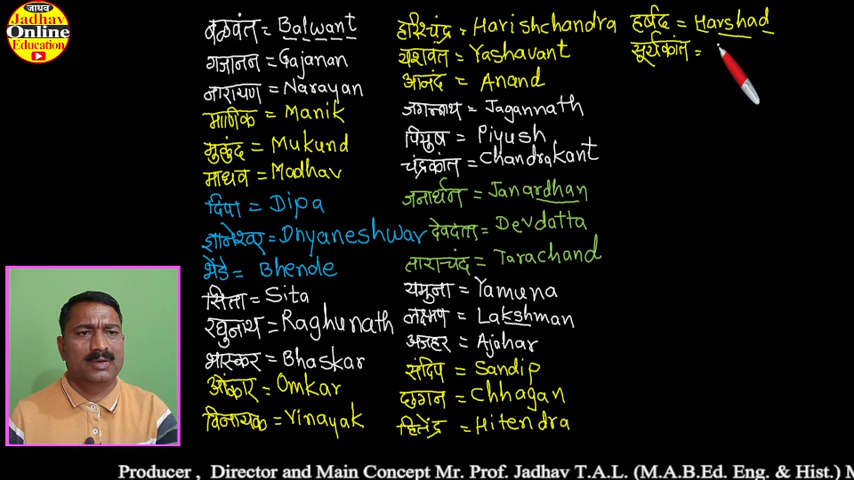 जाधव
Jadhav
Online
Education
बळवंत = Balwant
गजानन = Gajanan
नारायण = Narayan
माणिक = Manik
मुकुंद = Mukund
माधव = Madhav
दिपा = Dipa
ज्ञानेश्वर = Dnyaneshwar
भेंडे = Bhende
सिता = Sita
रघुनाथ = Raghunath
भास्कर = Bhaskar
ओंकार = Omkar
विनायक = Vinayak
हरिश्चंद्र = Harishchandra
यशवंत = Yashavant
आनंद = Anand
जगन्नाथ = Jagannath
पियुष = Piyush
चंद्रकांत = Chandrakant
जनार्धन = Janardhan
देवदत्त = Devdatta
ताराचंद = Tarachand
यमुना = Yamuna
लक्ष्मण = Lakshman
अजहर = Ajahar
संदिप = Sandip
छगन = Chhagan
हितेंद्र = Hitendra
हर्षद = Harshad
सूर्यकांत =
Producer , Director and Main Concept Mr. Prof. Jadhav T.A.L. (M.A.B.Ed. Eng. & Hist.) M